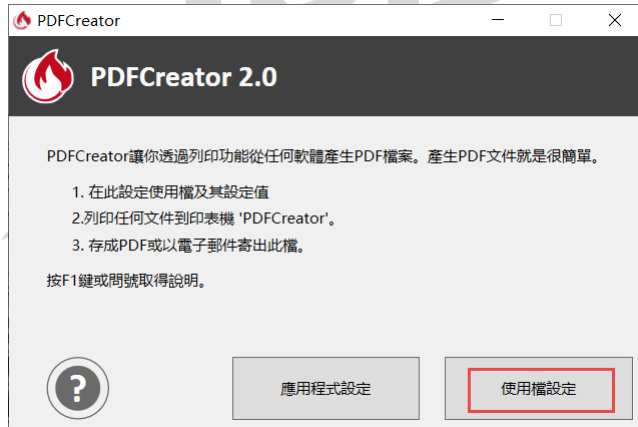 PDFCreator
PDFCreator 2.0
PDFCreator讓你透過列印功能從任何軟體產生PDF檔案。產生PDF文件就是很簡單。
1. 在此設定使用檔及其設定值
2.列印任何文件到印表機 'PDFCreator'。
3. 存成PDF或以電子郵件寄出此檔。
按F1鍵或問號取得說明。
?
應用程式設定
使用檔設定